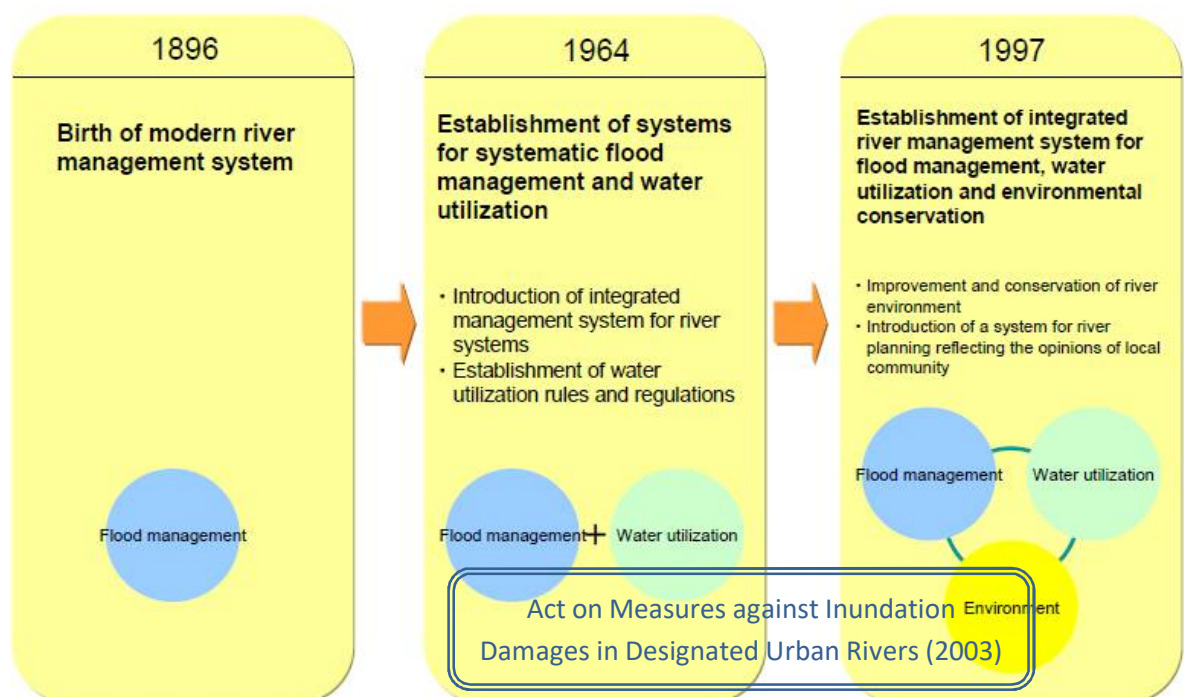 1896
Birth of modern river
management system
Flood management
1964
Establishment of systems
for systematic flood
management and water
utilization
・Introduction of integrated
management system for river
systems
・Establishment of water
utilization rules and regulations
Flood management
+
Water utilization
1997
Establishment of integrated
river management system for
flood management, water
utilization and environmental
conservation
・Improvement and conservation of river
environment
・Introduction of a system for river
planning reflecting the opinions of local
community
Flood management
Water utilization
Environment
Act on Measures against Inundation
Damages in Designated Urban Rivers (2003)